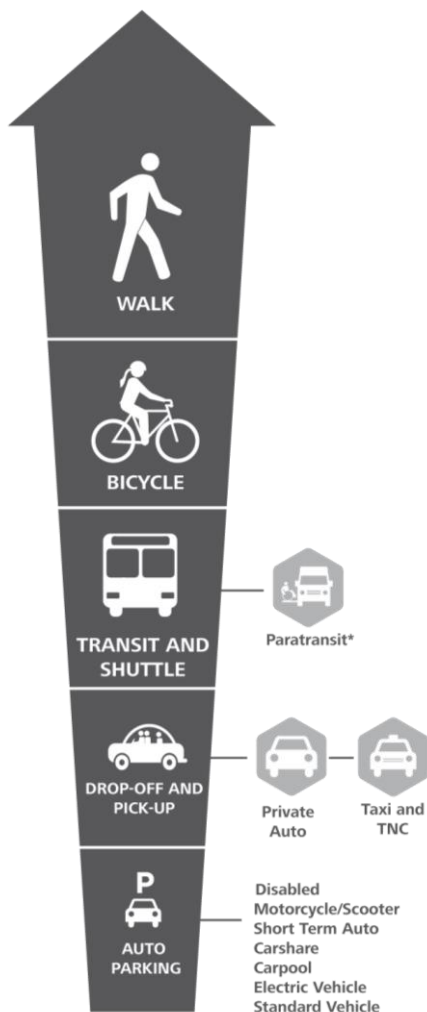 WALK
BICYCLE
TRANSIT AND
SHUTTLE
Paratransit*
DROP-OFF AND
PICK-UP
Private
Auto
Taxi and
TNC
P
AUTO
PARKING
Disabled
Motorcycle/Scooter
Short Term Auto
Carshare
Carpool
Electric Vehicle
Standard Vehicle